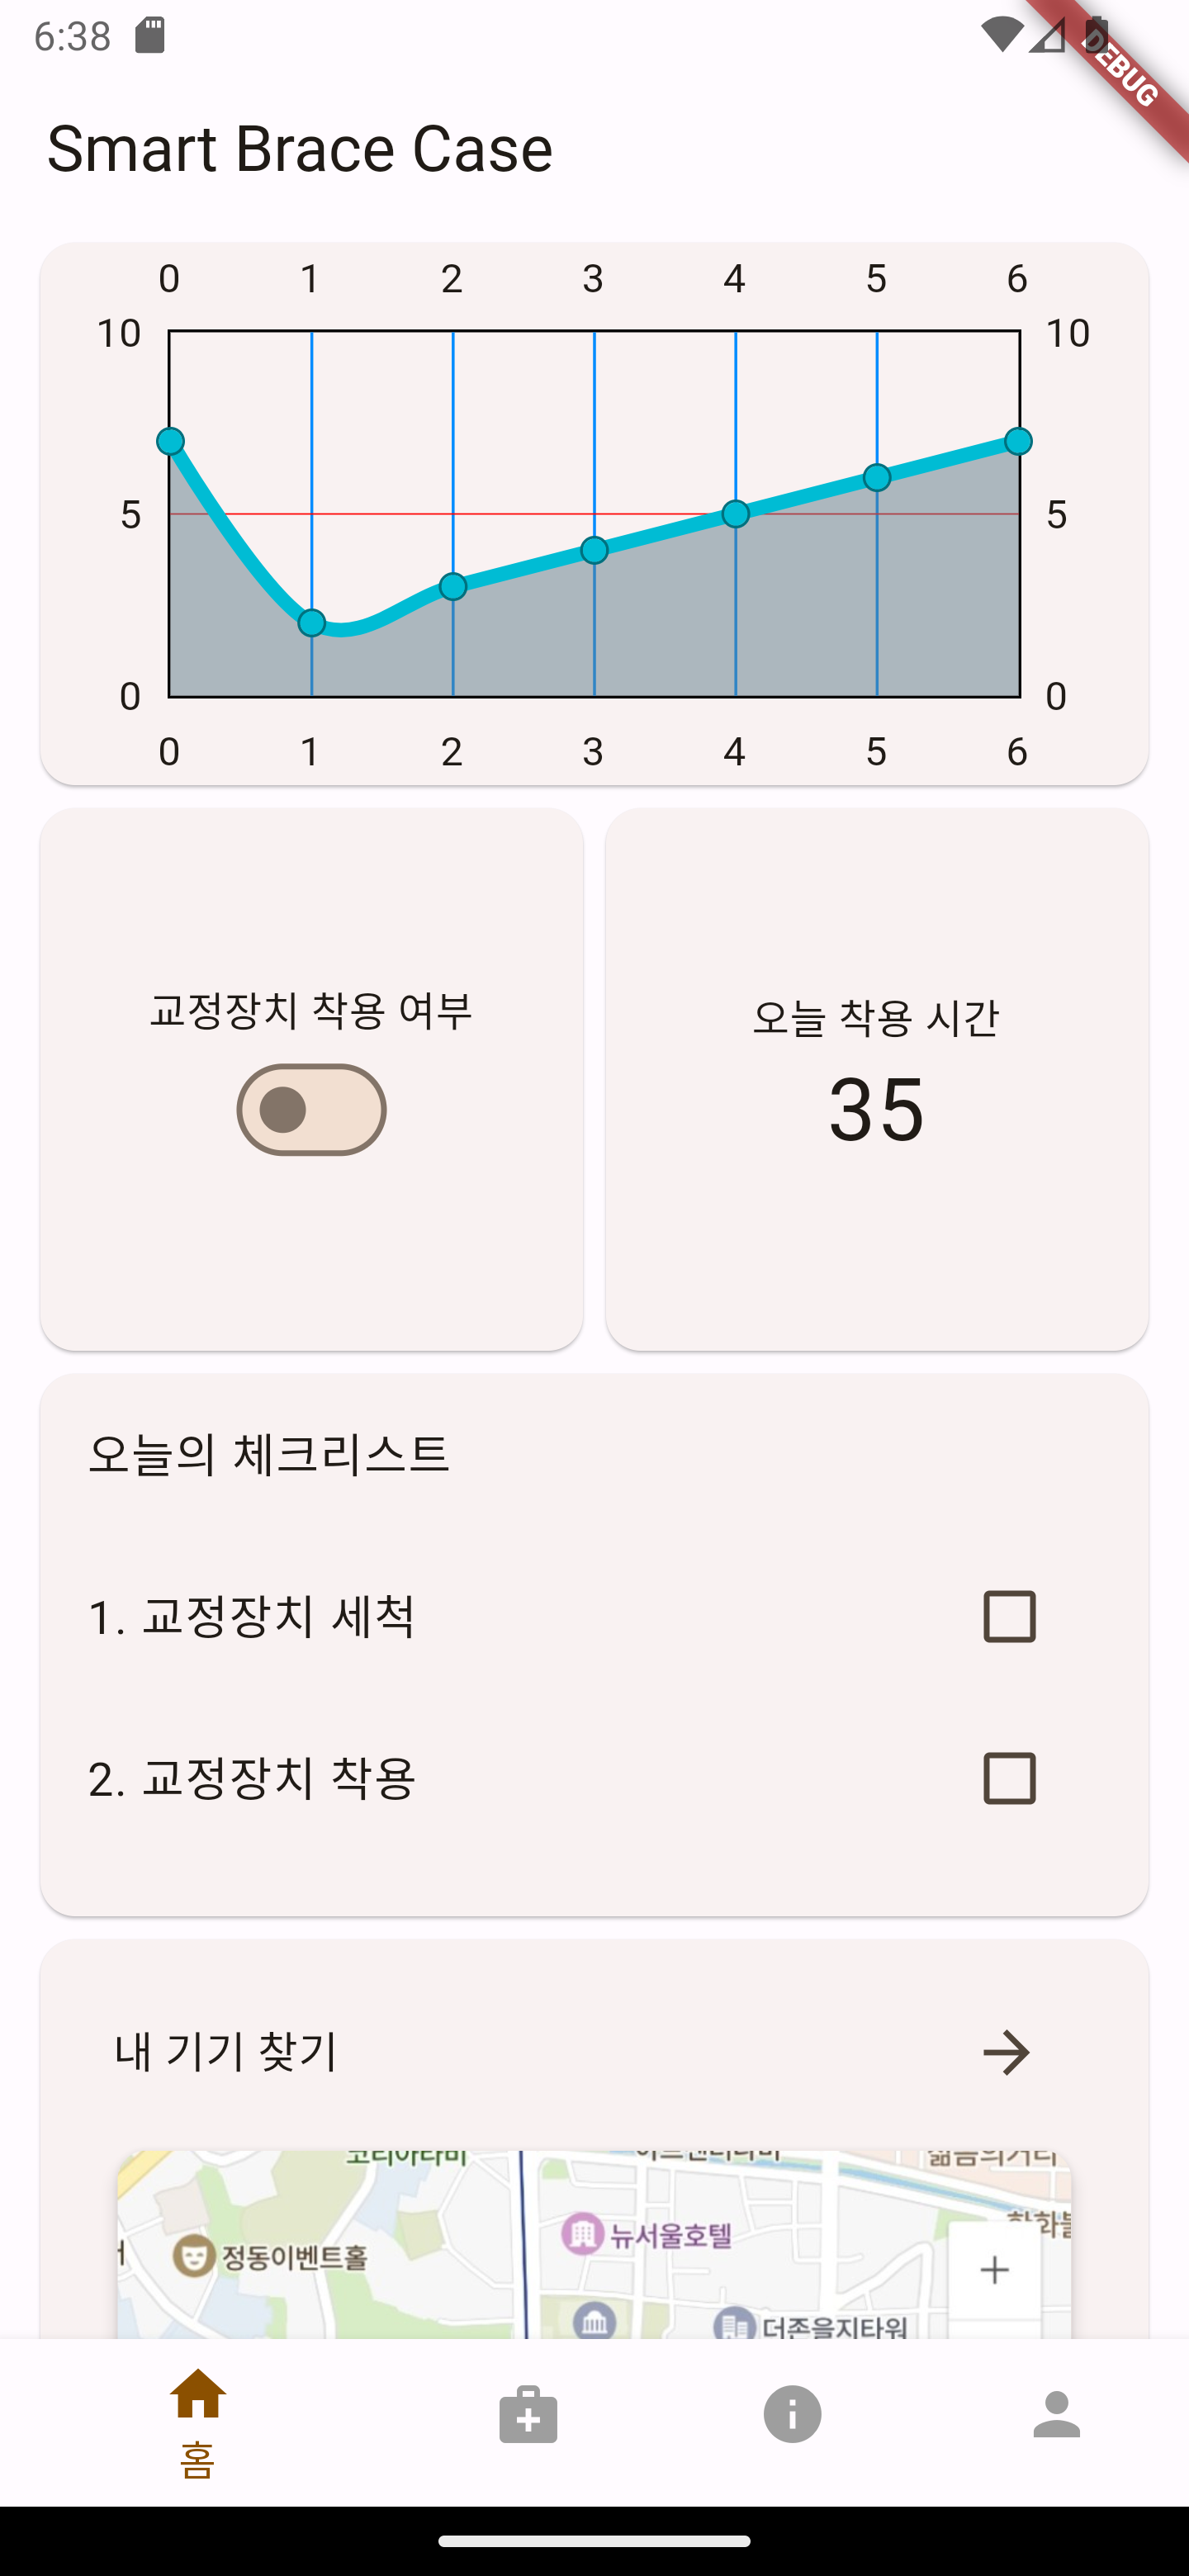 6:38
DEBUG
Smart Brace Case
0 1 2 3 4 5 6
10 10
5 5
0 0
0 1 2 3 4 5 6
교정장치 착용 여부
오늘 착용 시간
35
오늘의 체크리스트
1. 교정장치 세척
2. 교정장치 착용
내 기기 찾기
뉴서울호텔
정동이벤트홀
더존을지타워
+
홈